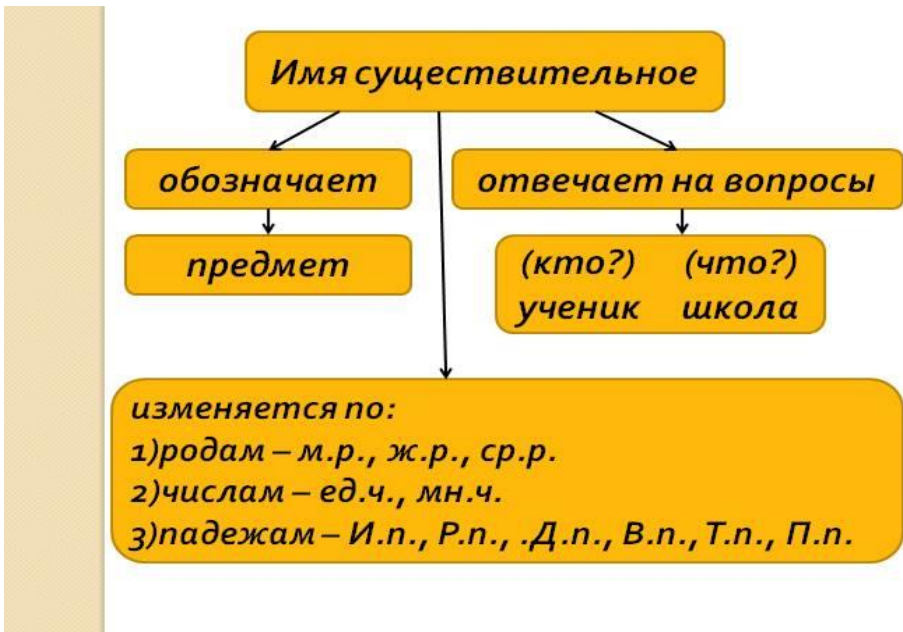 Имя существительное
обозначает
отвечает на вопросы
предмет
(кто?) (что?)
ученик школа
изменяется по:
1)родам – м.р., ж.р., ср.р.
2)числам – ед.ч., мн.ч.
3)падежам – И.п., Р.п., .Д.п., В.п., Т.п., П.п.